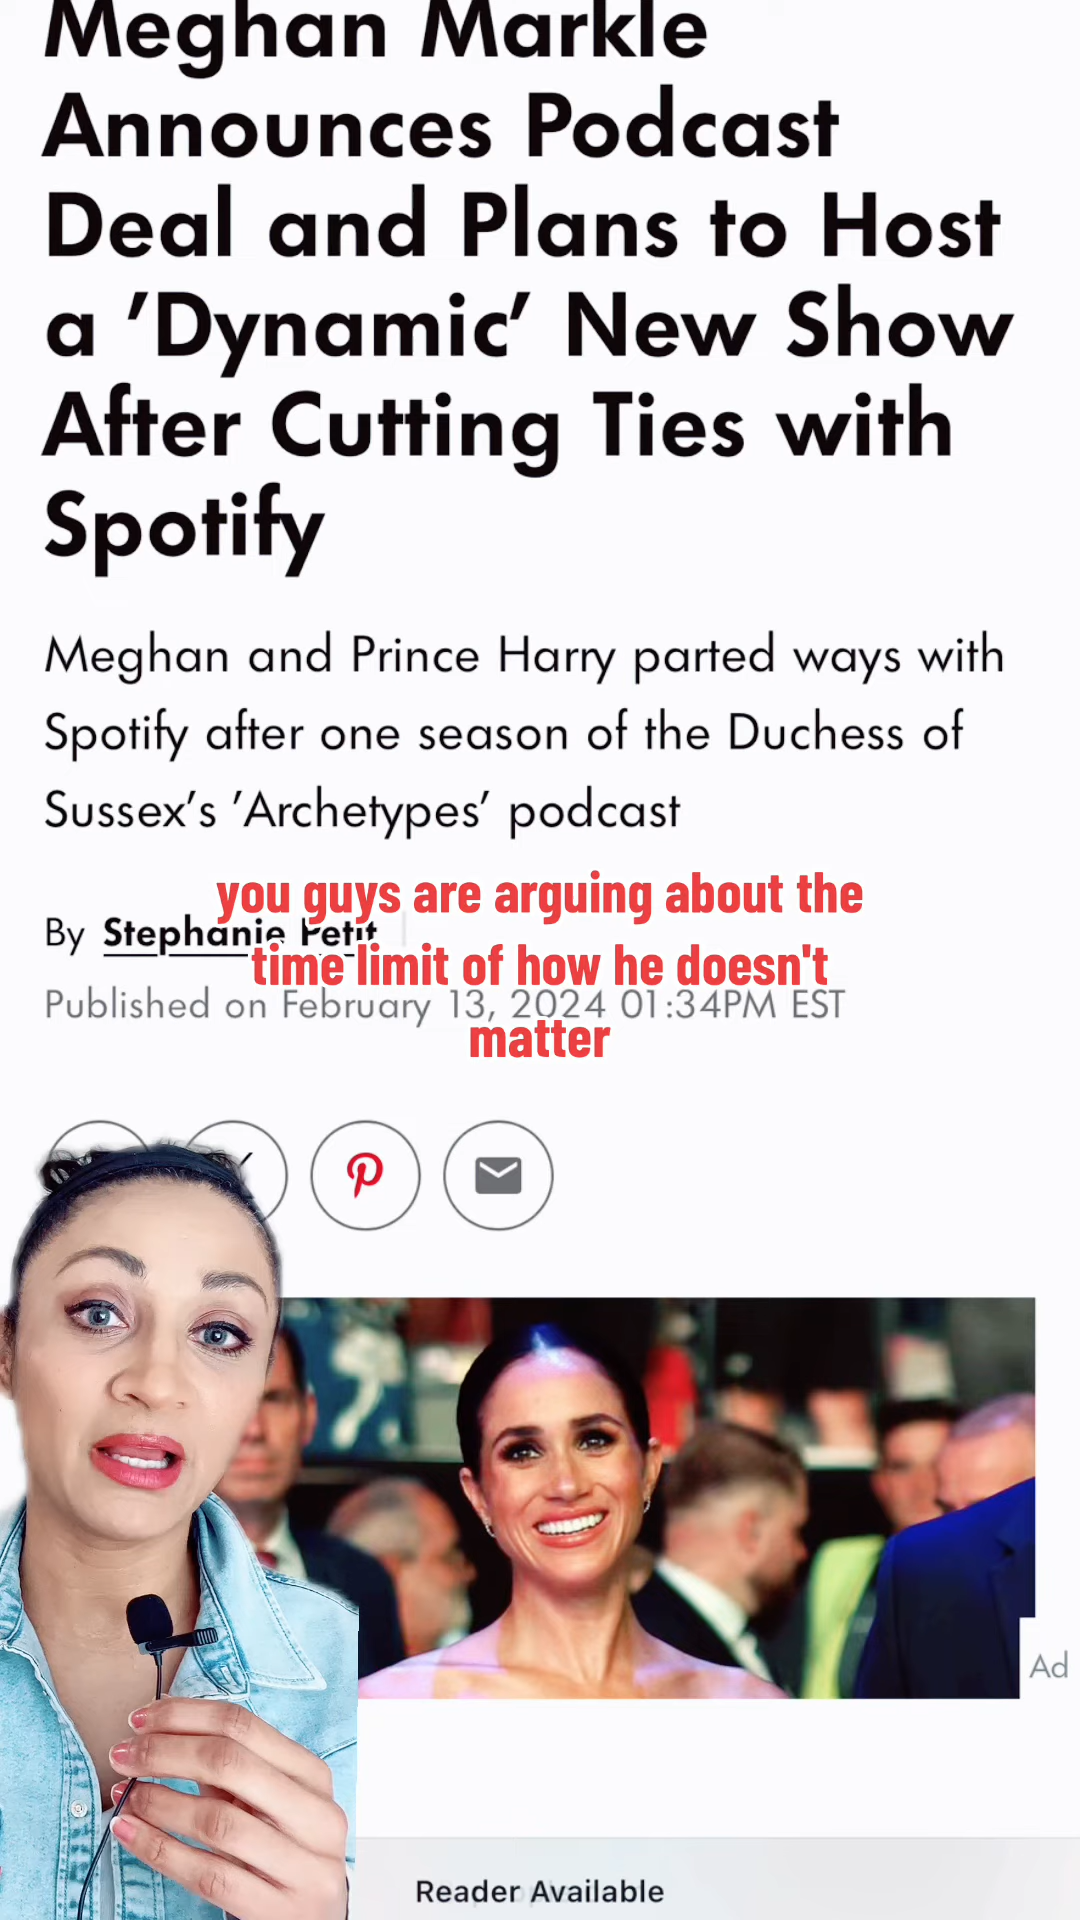 Meghan Markle
Announces Podcast
Deal and Plans to Host
a 'Dynamic' New Show
After Cutting Ties with
Spotify
Meghan and Prince Harry parted ways with
Spotify after one season of the Duchess of
Sussex's 'Archetypes' podcast
you guys are arguing about the
By Stephanie Petit
time limit of how he doesn't
Published on February 13, 2024 01:34PM EST
matter
Ad
Reader Available